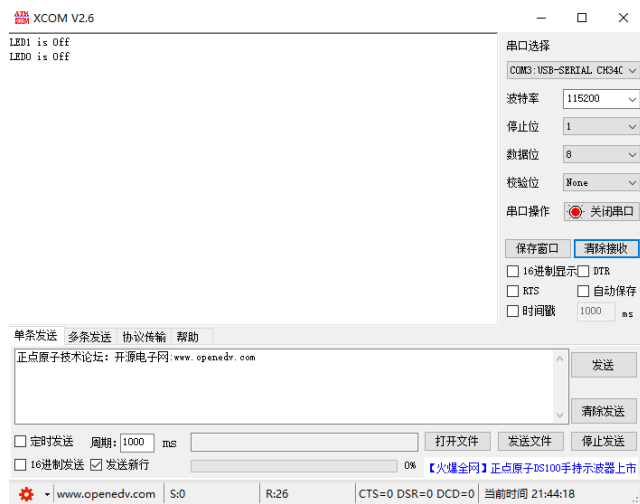 ATK XCOM XCOM V2.6
LED1 is Off
LED0 is Off
串口选择
COM3:USB-SERIAL CH340
波特率 115200
停止位 1
数据位 8
校验位 None
串口操作 关闭串口
保存窗口 清除接收
16进制显示 DTR
RTS 自动保存
时间戳 1000 ms
单条发送 多条发送 协议传输 帮助
正点原子技术论坛：开源电子网:www.openedv.com
发送
清除发送
定时发送 周期: 1000 ms 打开文件 发送文件 停止发送
16进制发送 发送新行 0% 【火爆全网】正点原子DS100手持示波器上市
www.openedv.com S:0 R:26 CTS=0 DSR=0 DCD=0 当前时间 21:44:18